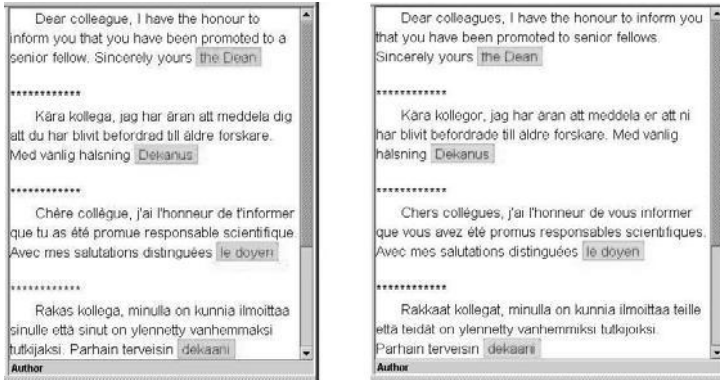 Dear colleague, I have the honour to
inform you that you have been promoted to a
senior fellow. Sincerely yours the Dean
************
Kära kollega, jag har äran att meddela dig
att du har blivit befordrad till äldre forskare.
Med vänlig hälsning Dekanus
************
Chère collègue, j'ai l'honneur de t'informer
que tu as été promue responsable scientifique.
Avec mes salutations distinguées le doyen
************
Rakas kollega, minulla on kunnia ilmoittaa
sinulle että sinut on ylennetty vanhemmaksi
tutkijaksi. Parhain terveisin dekaani
Author
Dear colleagues, I have the honour to inform you
that you have been promoted to senior fellows.
Sincerely yours the Dean
************
Kära kollegor, jag har äran att meddela er att ni
har blivit befordrade till äldre forskare. Med vänlig
hälsning Dekanus
************
Chers collègues, j'ai l'honneur de vous informer
que vous avez été promus responsables scientifiques.
Avec mes salutations distinguées le doyen
************
Rakkaat kollegat, minulla on kunnia ilmoittaa teille
että teidät on ylennetty vanhemmiksi tutkijoiksi.
Parhain terveisin dekaani
Author